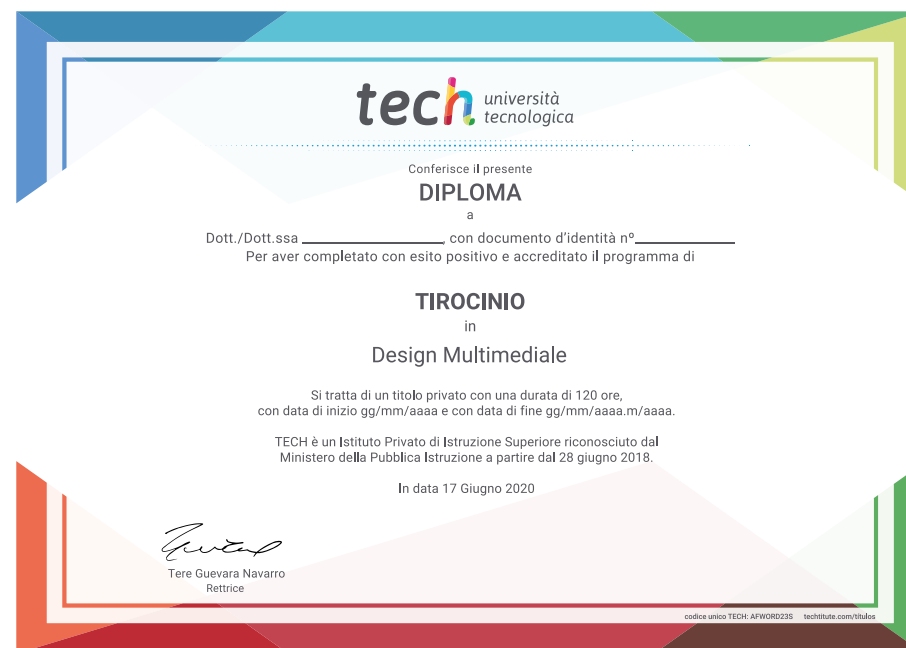 tech università
tecnologica
Conferisce il presente
DIPLOMA
a
Dott./Dott.ssa ____________________, con documento d'identità nº______________
Per aver completato con esito positivo e accreditato il programma di
TIROCINIO
in
Design Multimediale
Si tratta di un titolo privato con una durata di 120 ore,
con data di inizio gg/mm/aaaa e con data di fine gg/mm/aaaa.m/aaaa.
TECH è un Istituto Privato di Istruzione Superiore riconosciuto dal
Ministero della Pubblica Istruzione a partire dal 28 giugno 2018.
In data 17 Giugno 2020
Tere Guevara Navarro
Rettrice
codice unico TECH: AFWORD23S techtitute.com/titulos